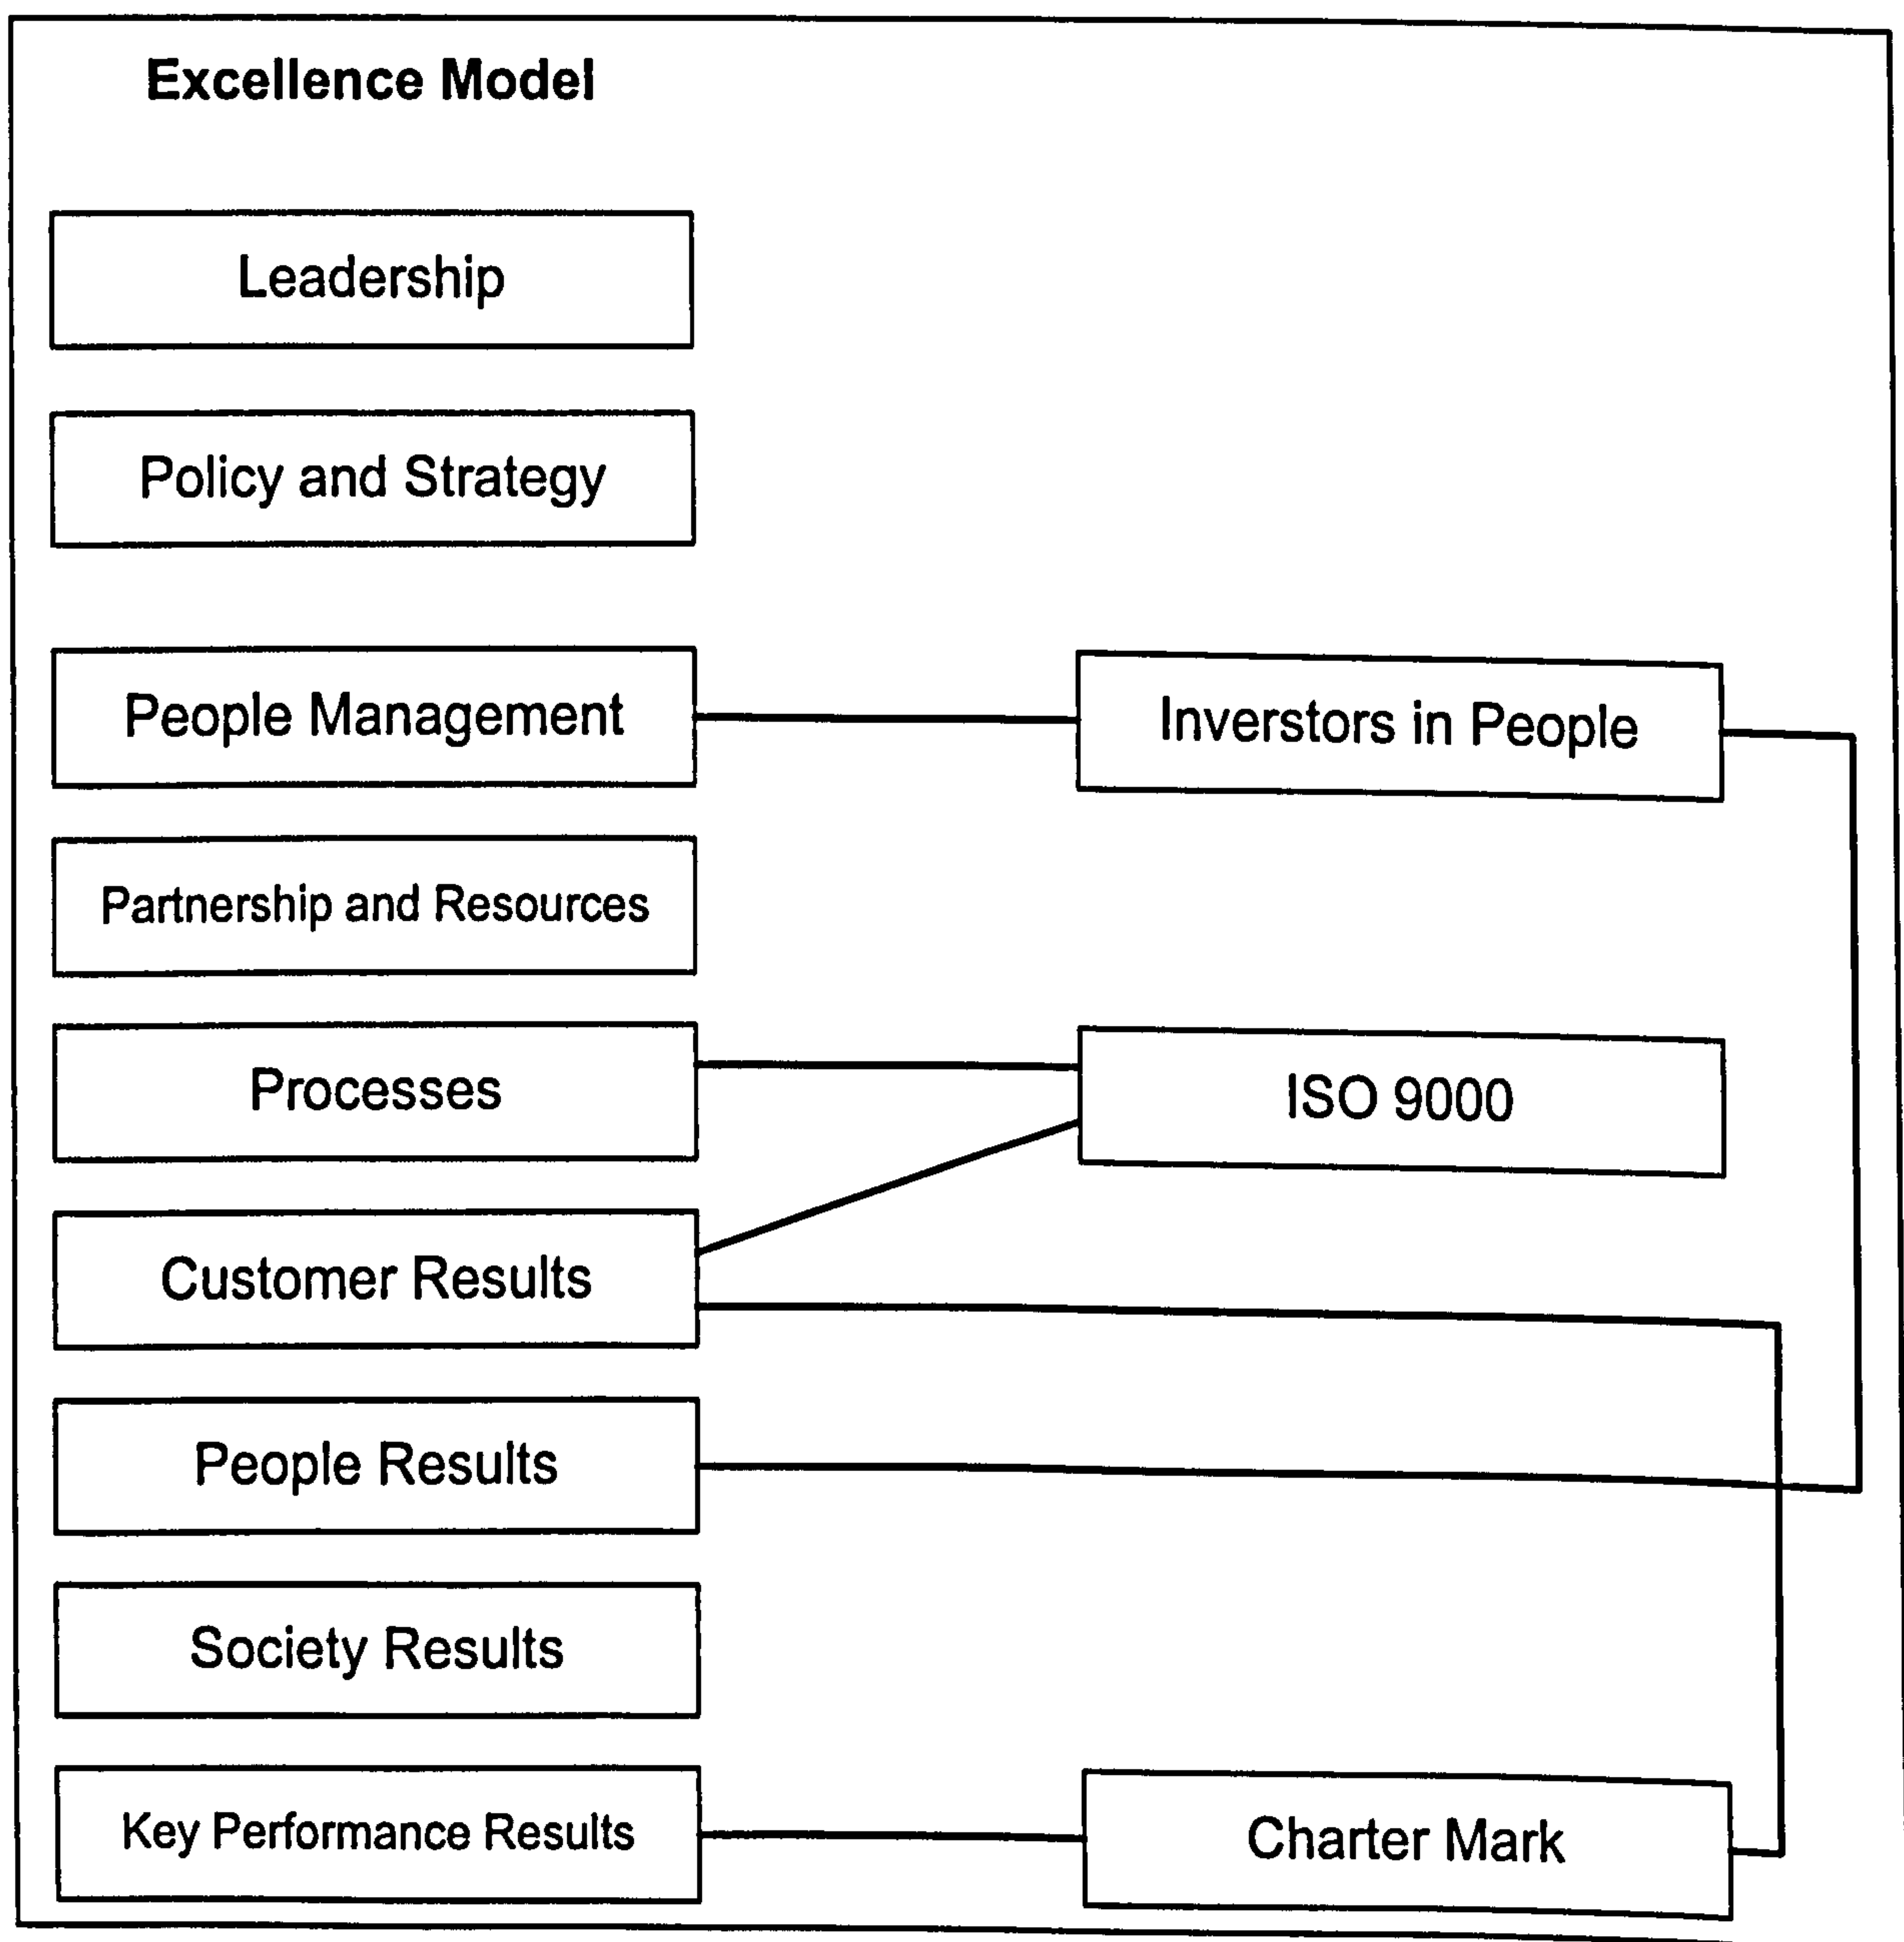 Excellence Model
Leadership
Policy and Strategy
People Management
Inverstors in People
Partnership and Resources
Processes
ISO 9000
Customer Results
People Results
Society Results
Key Performance Results
Charter Mark